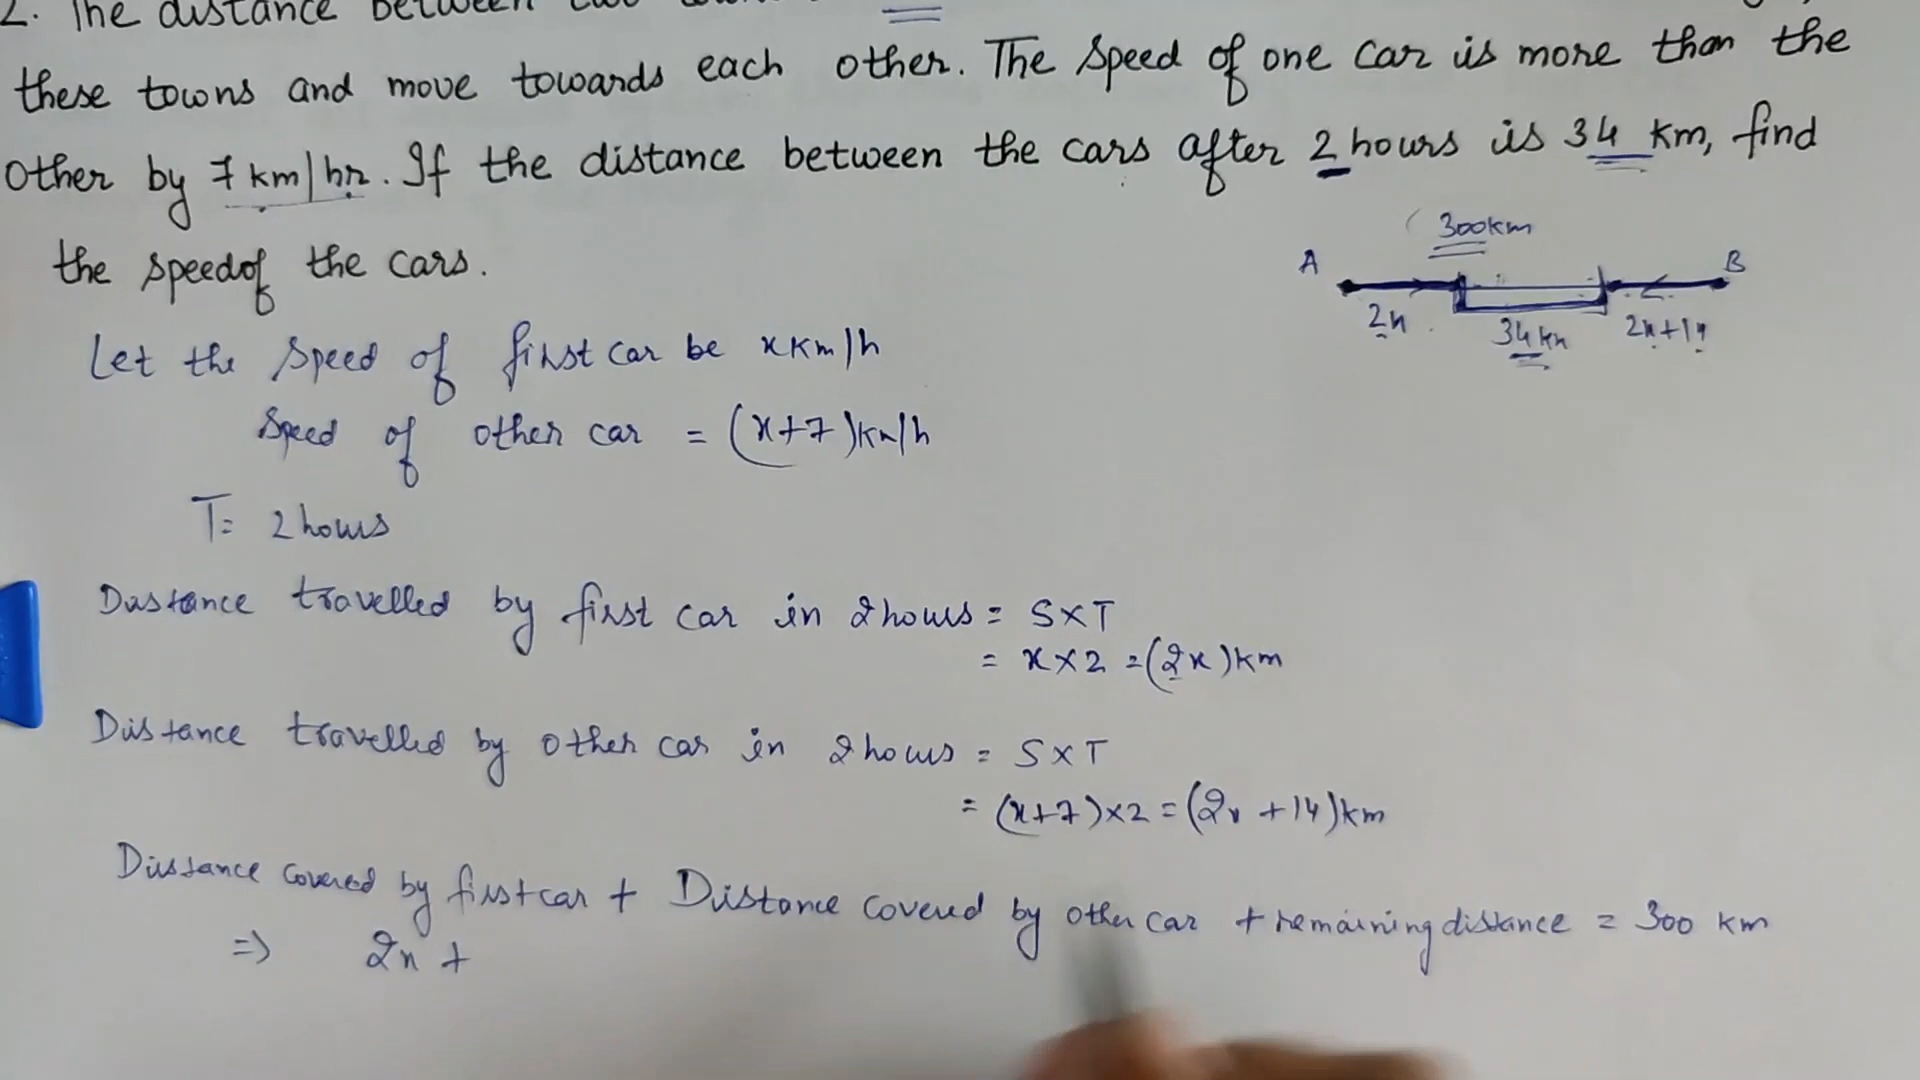 2. The distance between two
these towns and move towards each other. The speed of one car is more than the
other by 7 km/hr. If the distance between the cars after 2 hours is 34 km, find
the speed of the cars.
300km
A B
2x 34 km 2x+14
Let the speed of first car be x km/h
Speed of other car = (x+7) km/h
T= 2 hours
Distance travelled by first car in 2 hours = S×T
= x×2 = (2x) km
Distance travelled by other car in 2 hours = S×T
= (x+7)×2 = (2x+14) km
Distance covered by first car + Distance covered by other car + remaining distance = 300 km
=> 2x +